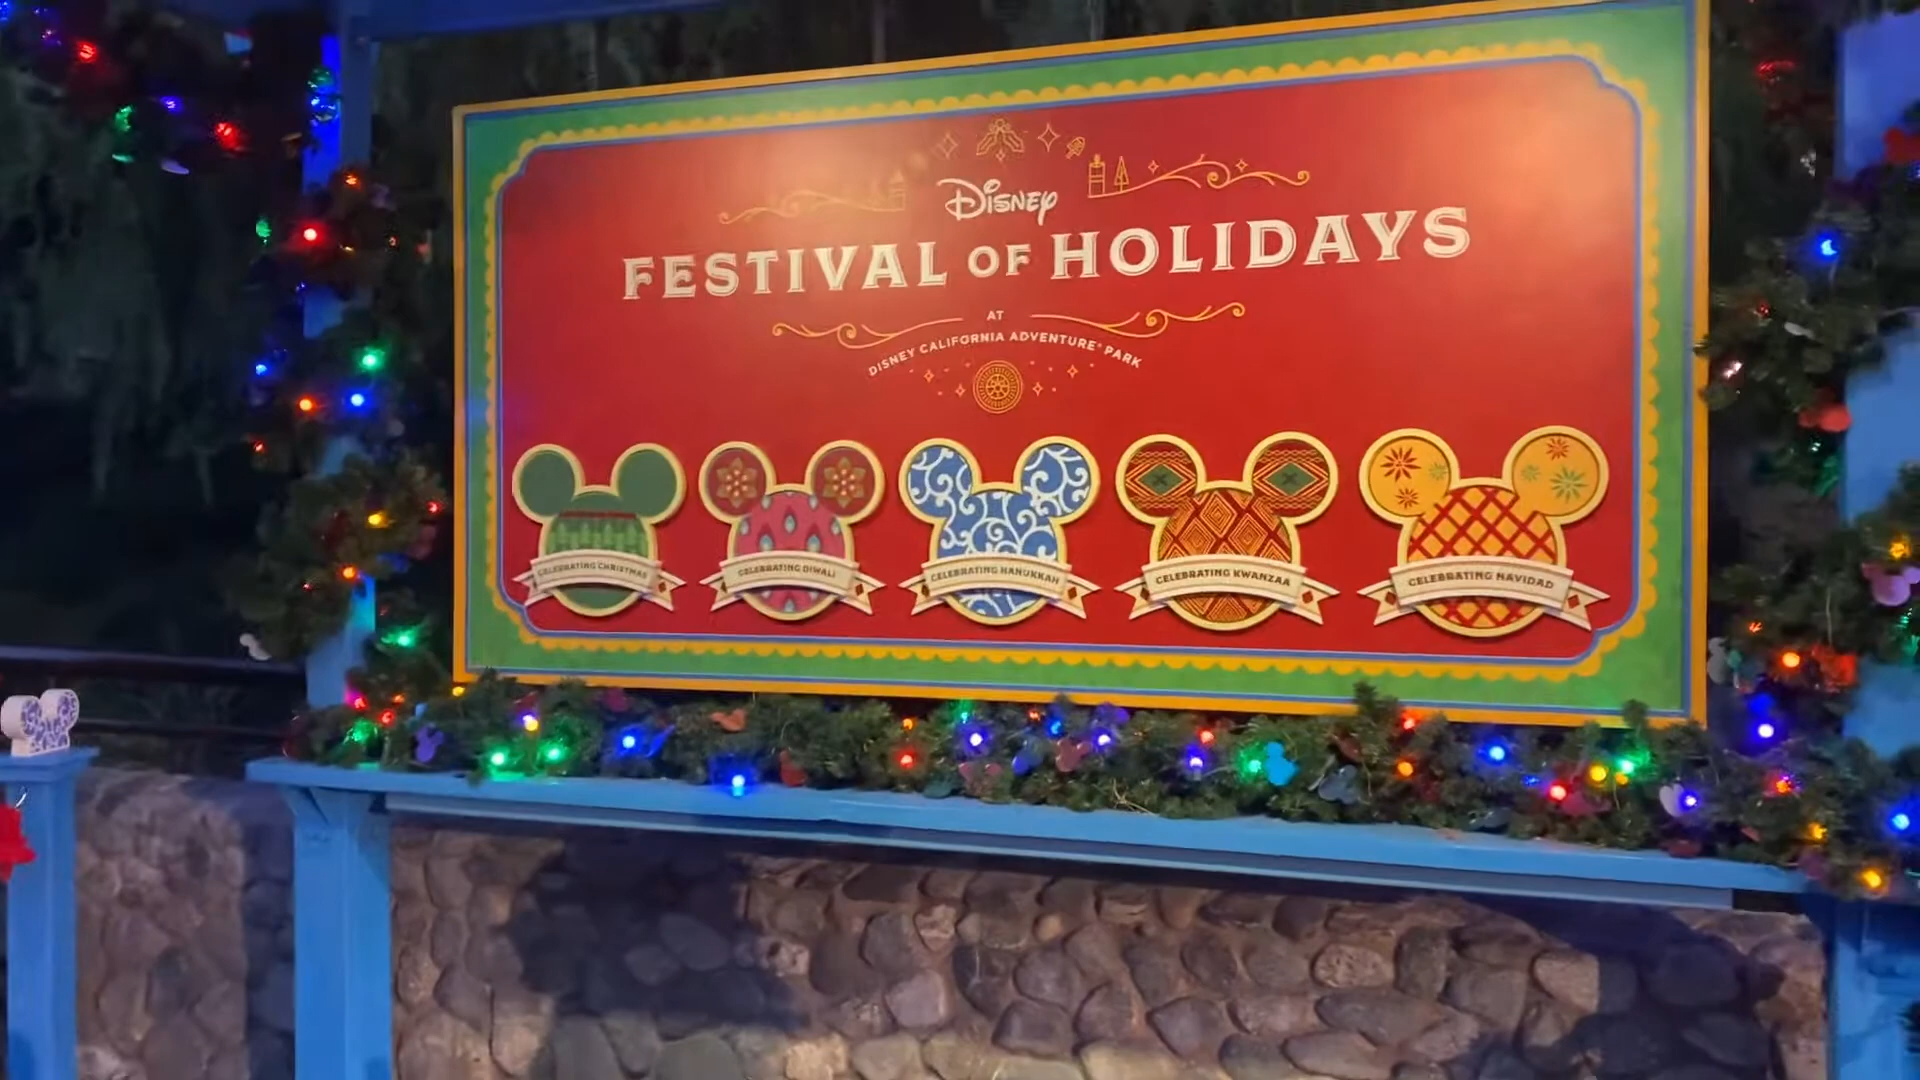 Disney
FESTIVAL OF HOLIDAYS
AT
DISNEY CALIFORNIA ADVENTURE® PARK
CELEBRATING CHRISTMAS
CELEBRATING DIWALI
CELEBRATING HANUKKAH
CELEBRATING KWANZAA
CELEBRATING NAVIDAD